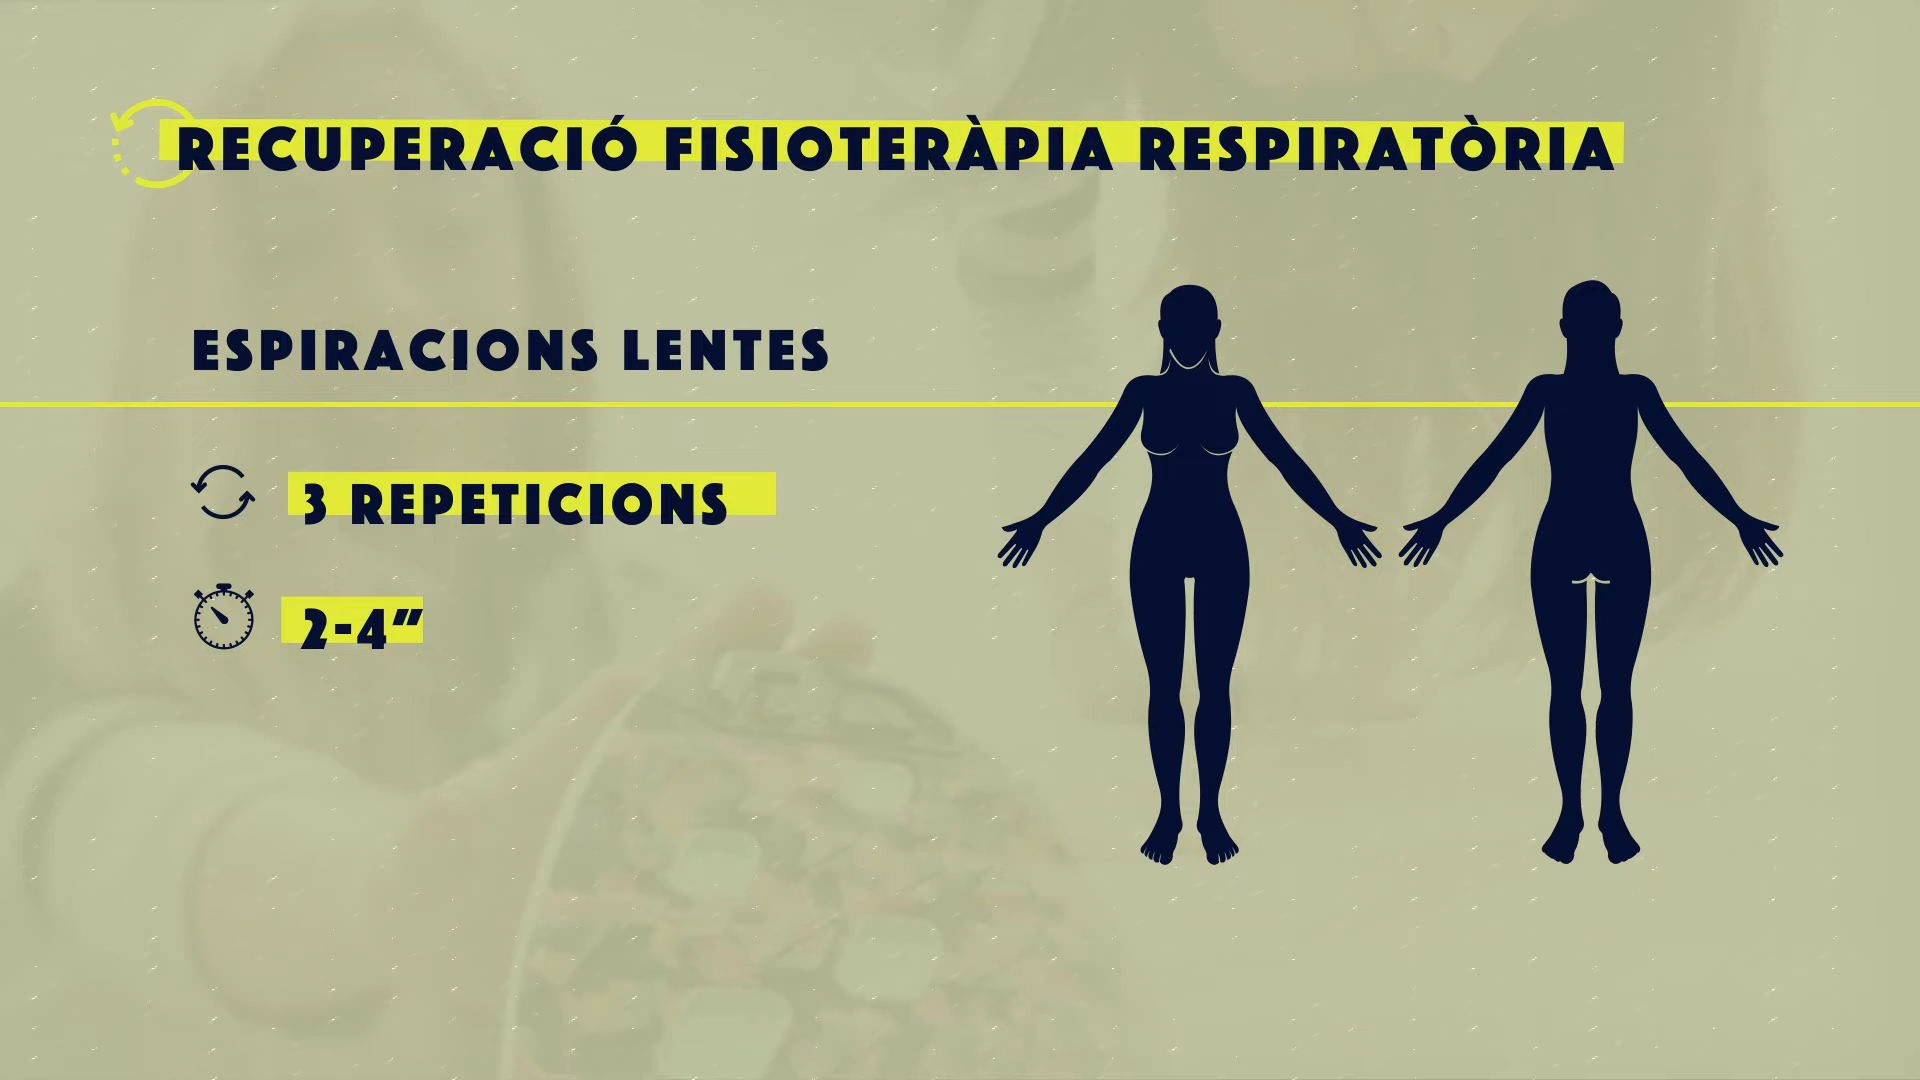 RECUPERACIÓ FISIOTERÀPIA RESPIRATÒRIA
ESPIRACIONS LENTES
3 REPETICIONS
2-4"